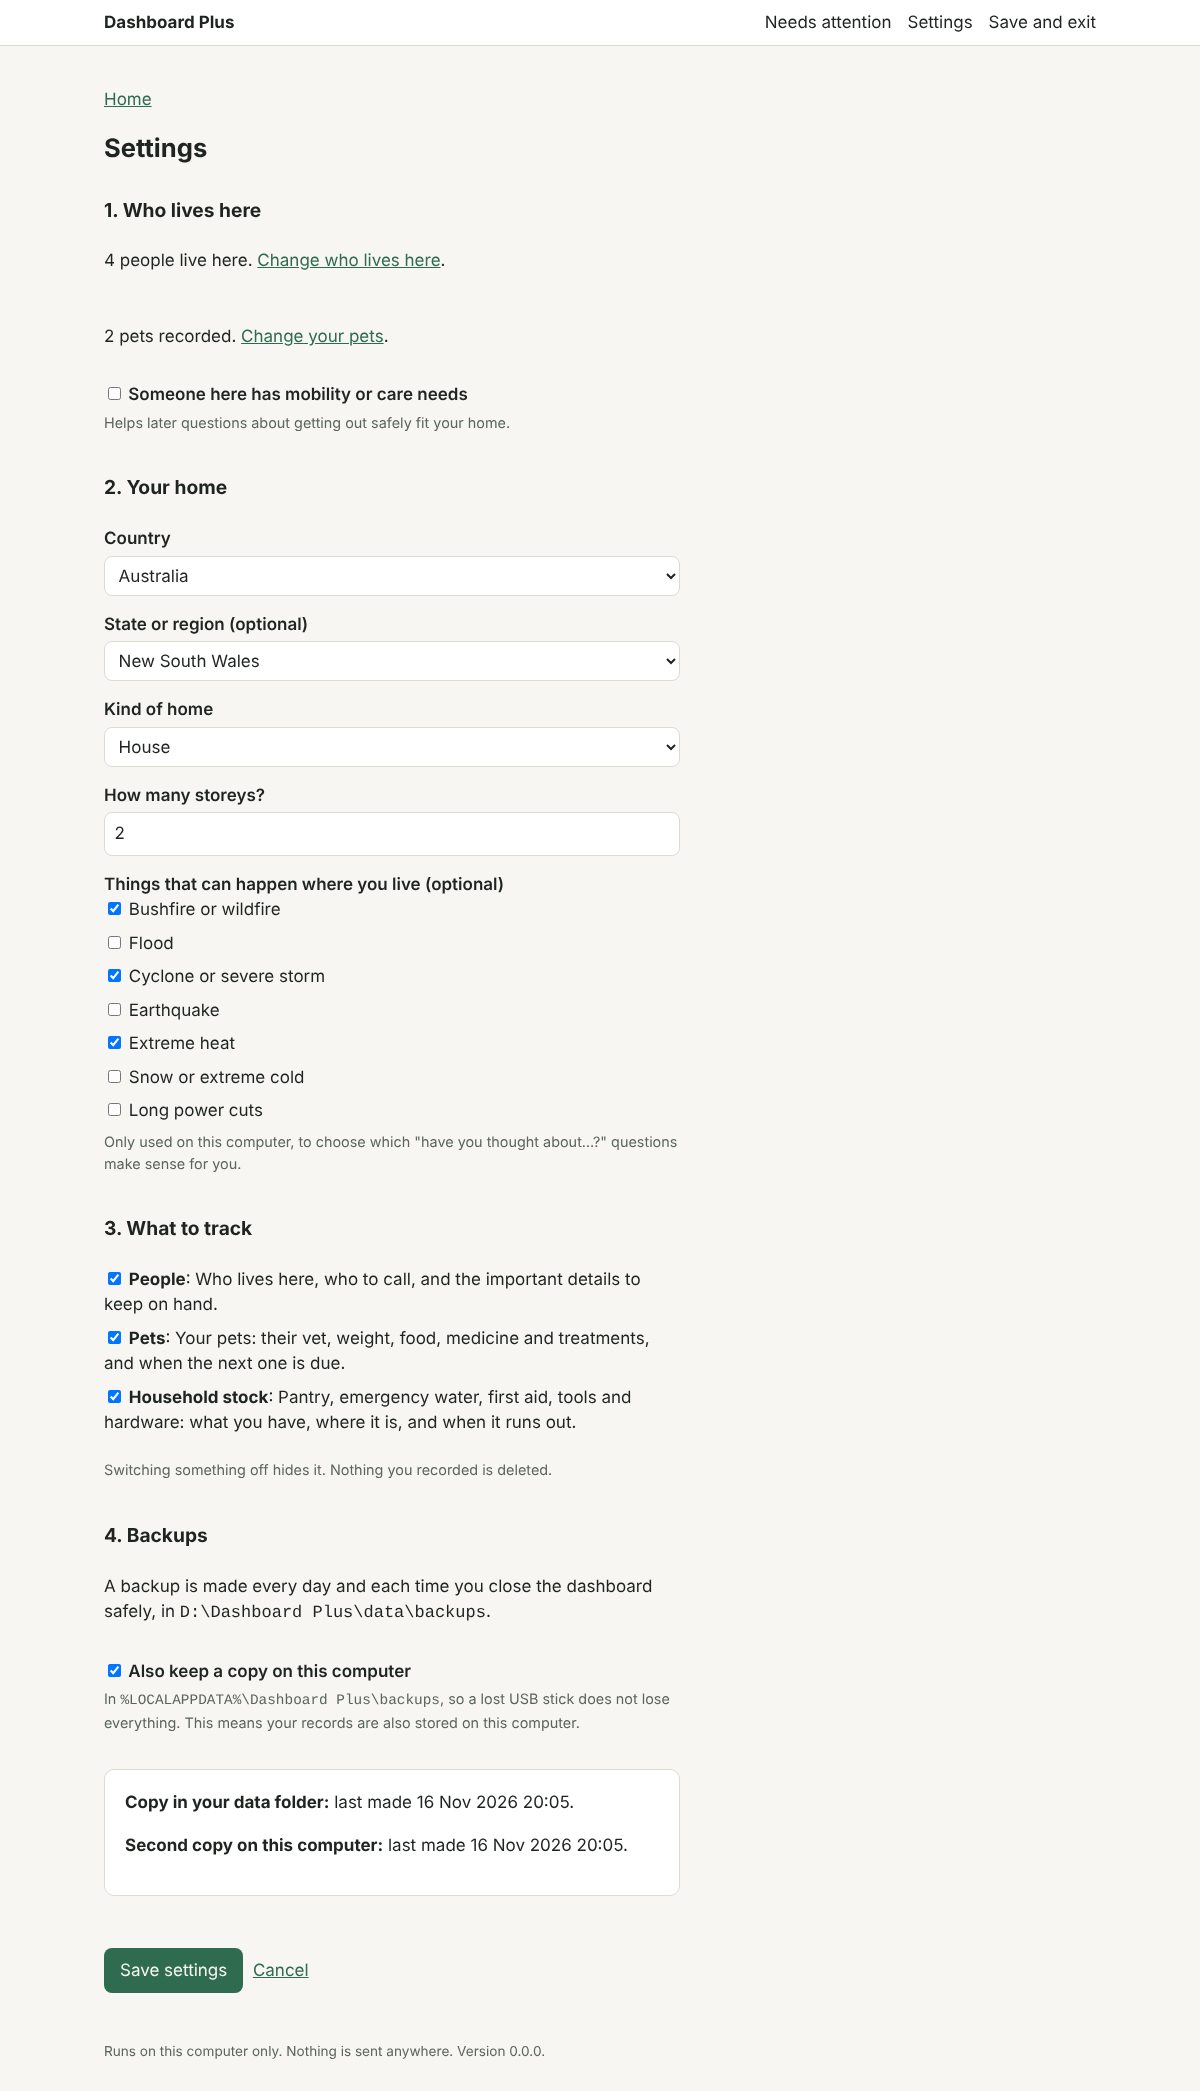 Dashboard Plus
Needs attention Settings Save and exit
Home
Settings
1. Who lives here
4 people live here. Change who lives here.
2 pets recorded. Change your pets.
Someone here has mobility or care needs
Helps later questions about getting out safely fit your home.
2. Your home
Country
Australia
State or region (optional)
New South Wales
Kind of home
House
How many storeys?
2
Things that can happen where you live (optional)
Bushfire or wildfire
Flood
Cyclone or severe storm
Earthquake
Extreme heat
Snow or extreme cold
Long power cuts
Only used on this computer, to choose which "have you thought about...?" questions
make sense for you.
3. What to track
People: Who lives here, who to call, and the important details to
keep on hand.
Pets: Your pets: their vet, weight, food, medicine and treatments,
and when the next one is due.
Household stock: Pantry, emergency water, first aid, tools and
hardware: what you have, where it is, and when it runs out.
Switching something off hides it. Nothing you recorded is deleted.
4. Backups
A backup is made every day and each time you close the dashboard
safely, in D:\Dashboard Plus\data\backups.
Also keep a copy on this computer
In %LOCALAPPDATA%\Dashboard Plus\backups, so a lost USB stick does not lose
everything. This means your records are also stored on this computer.
Copy in your data folder: last made 16 Nov 2026 20:05.
Second copy on this computer: last made 16 Nov 2026 20:05.
Save settings Cancel
Runs on this computer only. Nothing is sent anywhere. Version 0.0.0.